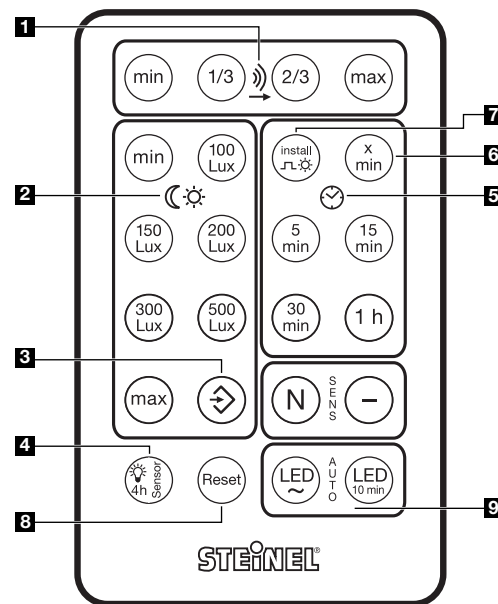 1
min 1/3 2/3 max
7
min 100 Lux install x min
6
2
5
150 Lux 200 Lux 5 min 15 min
300 Lux 500 Lux 30 min 1 h
3
max N SENS –
4
4h Sensor Reset LED ~ AUTO LED 10 min
8
9
STEINEL®